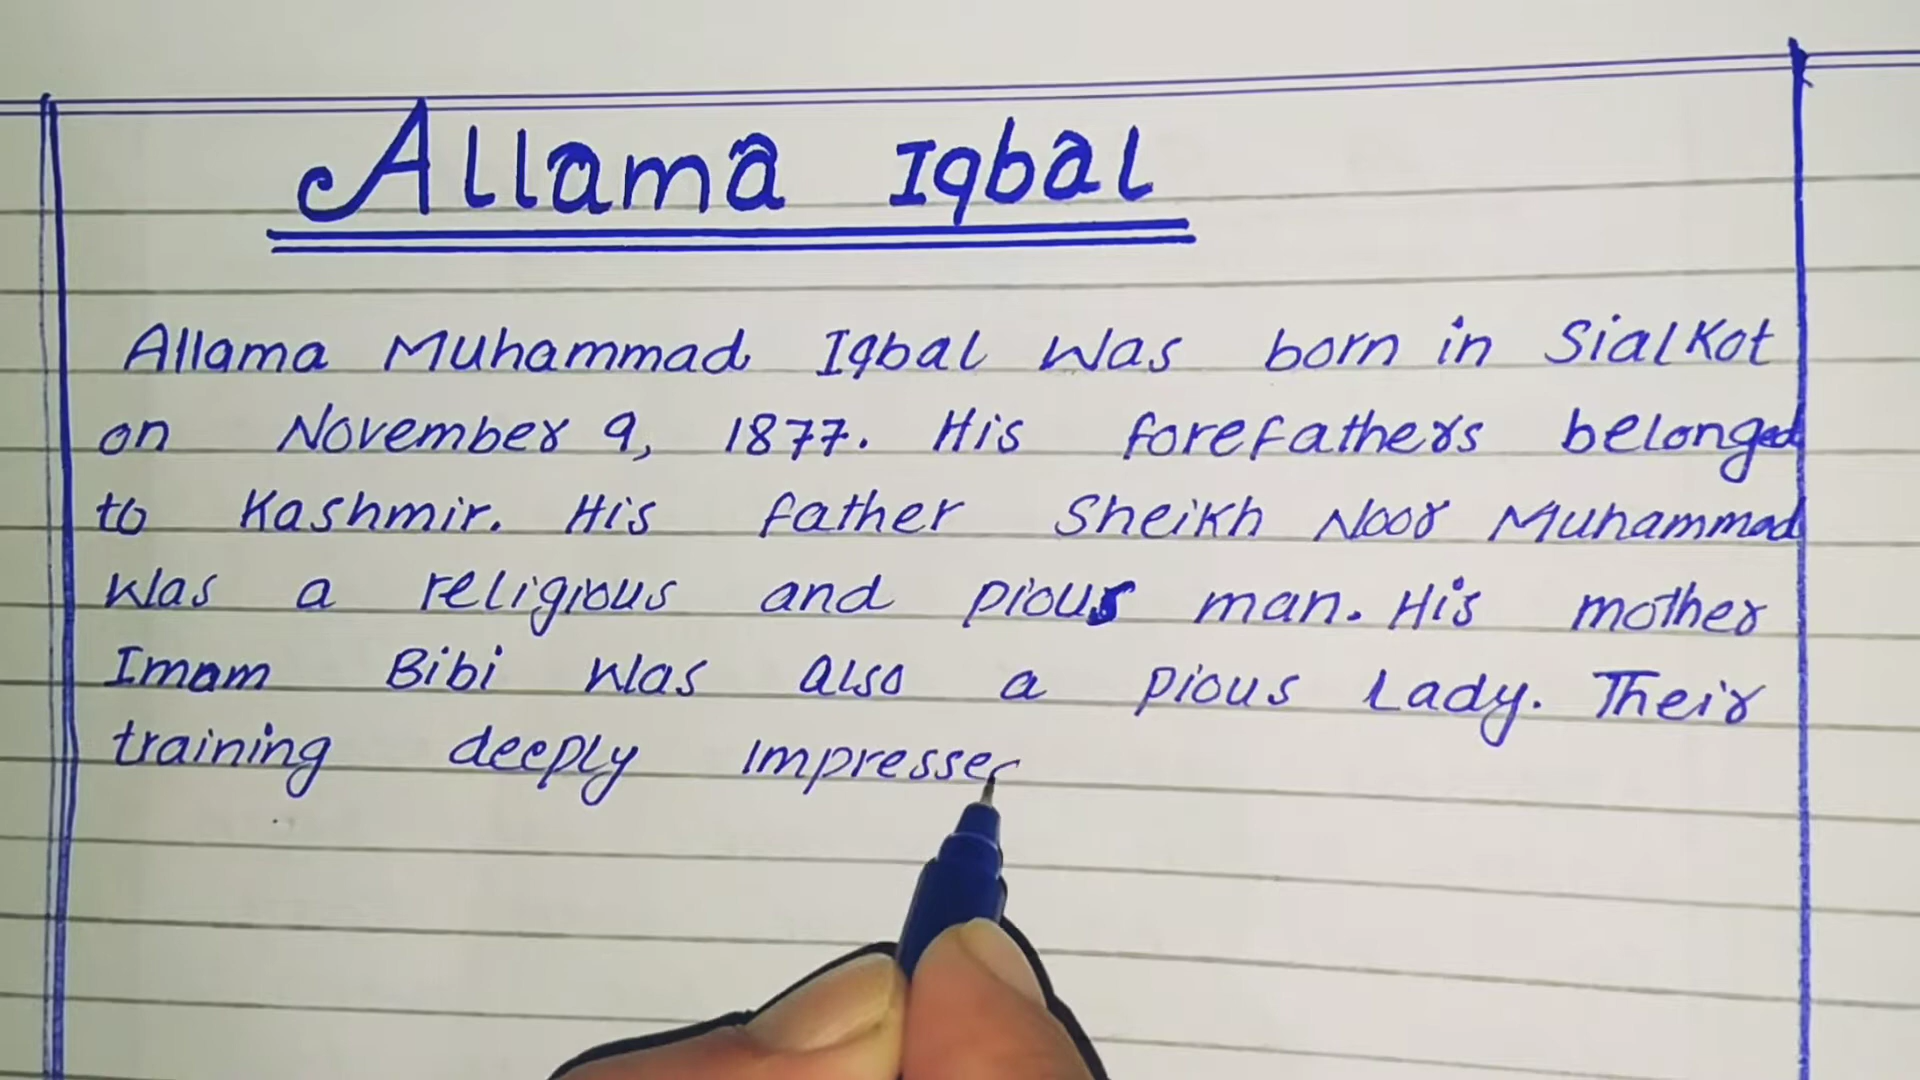 Allama Iqbal
Allama Muhammad Iqbal was born in Sialkot
on November 9, 1877. His forefathers belonged
to Kashmir. His father Sheikh Noor Muhammad
was a religious and pious man. His mother
Imam Bibi was also a pious Lady. Their
training deeply impresse